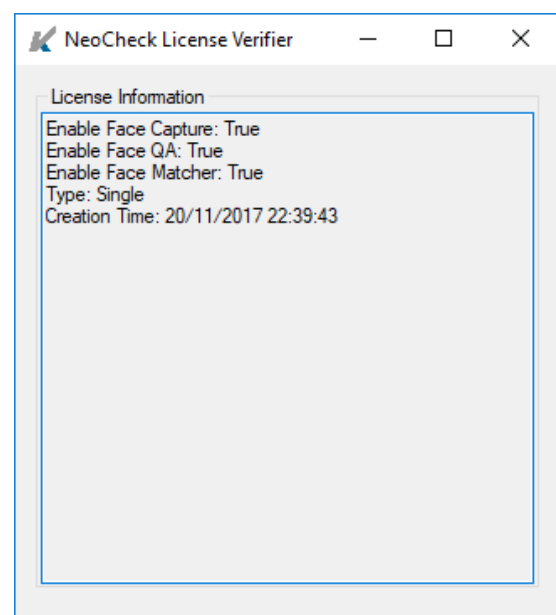 NeoCheck License Verifier
License Information
Enable Face Capture: True
Enable Face QA: True
Enable Face Matcher: True
Type: Single
Creation Time: 20/11/2017 22:39:43